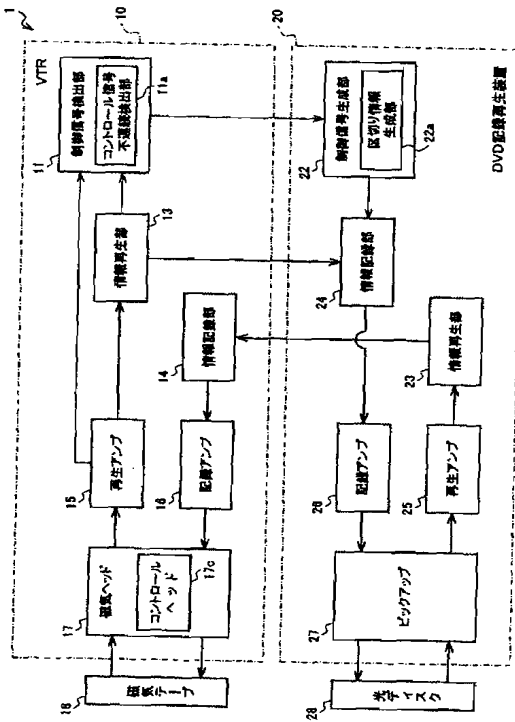 1
10
VTR
11
制御信号検出部
コントロール信号
不連続検出部
11a
13
情報再生部
14
情報記録部
15
再生アンプ
16
記録アンプ
17
磁気ヘッド
コントロール
ヘッド
17c
18
磁気テープ
20
22
制御信号生成部
区切り情報
生成部
22a
24
情報記録部
23
情報再生部
26
記録アンプ
25
再生アンプ
27
ピックアップ
28
光ディスク
DVD記録再生装置